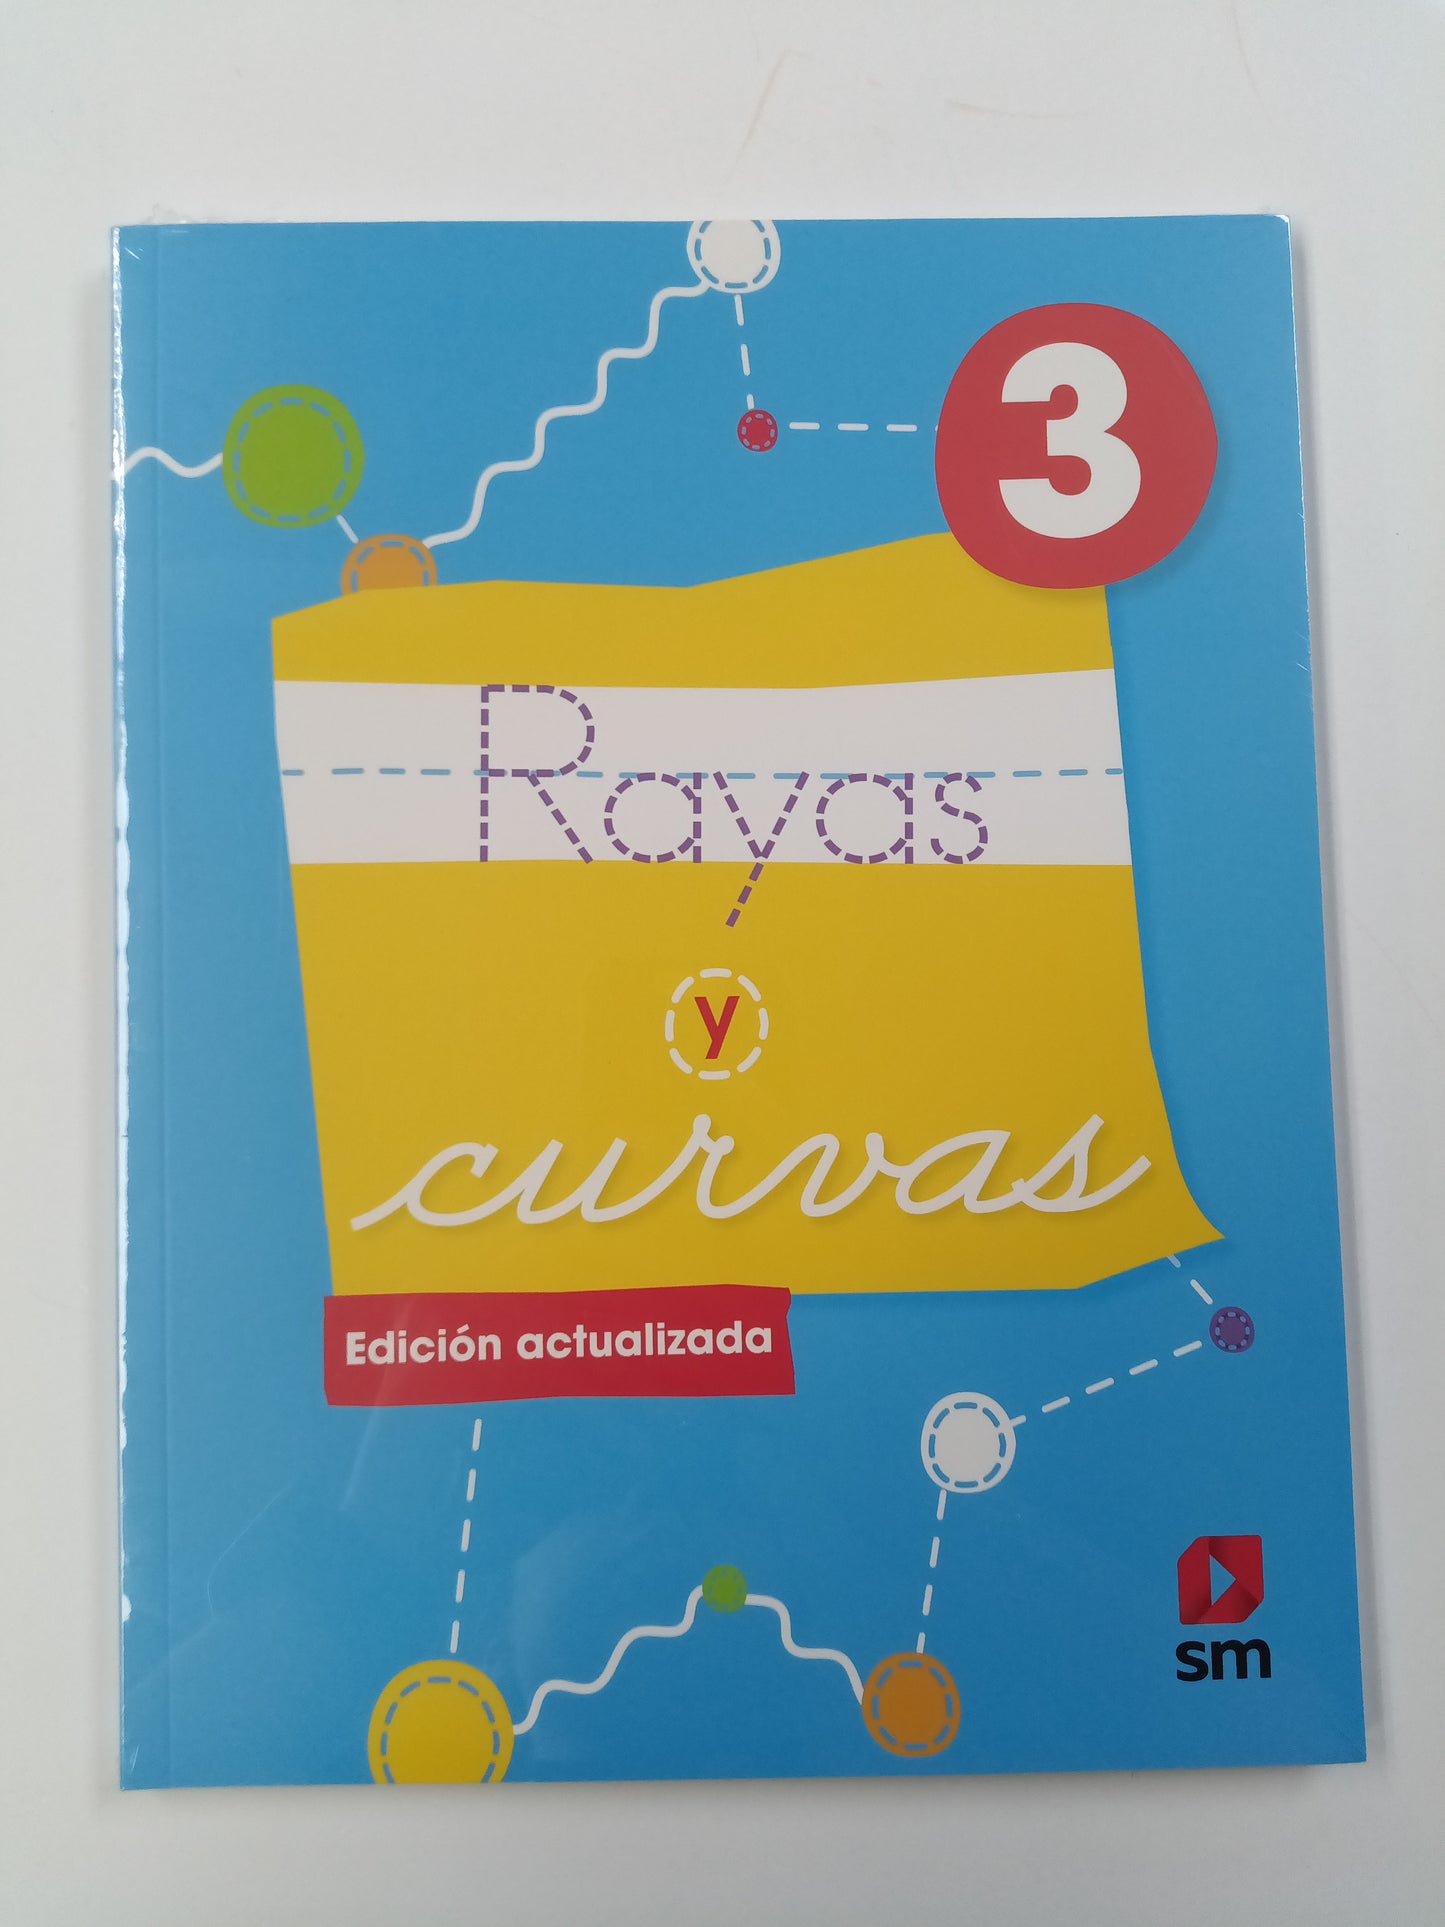 3
Rayas
y
curvas
Edición actualizada
sm